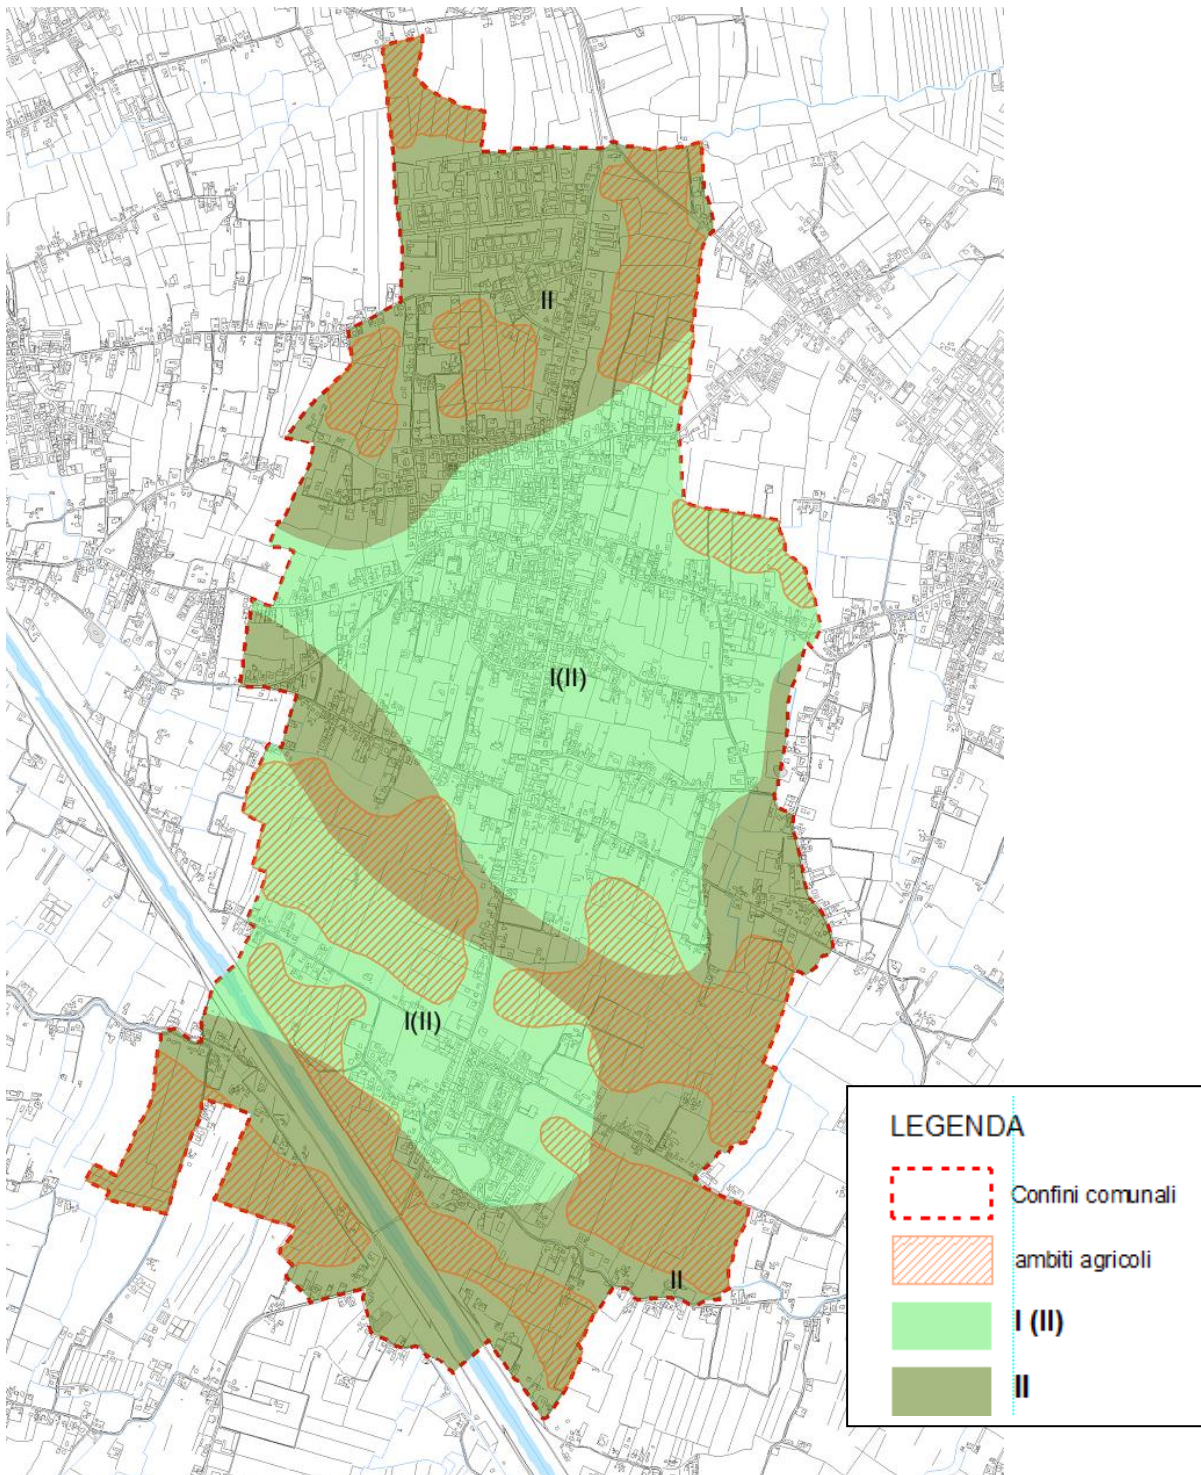 II
I(II)
I(II)
II
LEGENDA
Confini comunali
ambiti agricoli
I (II)
II